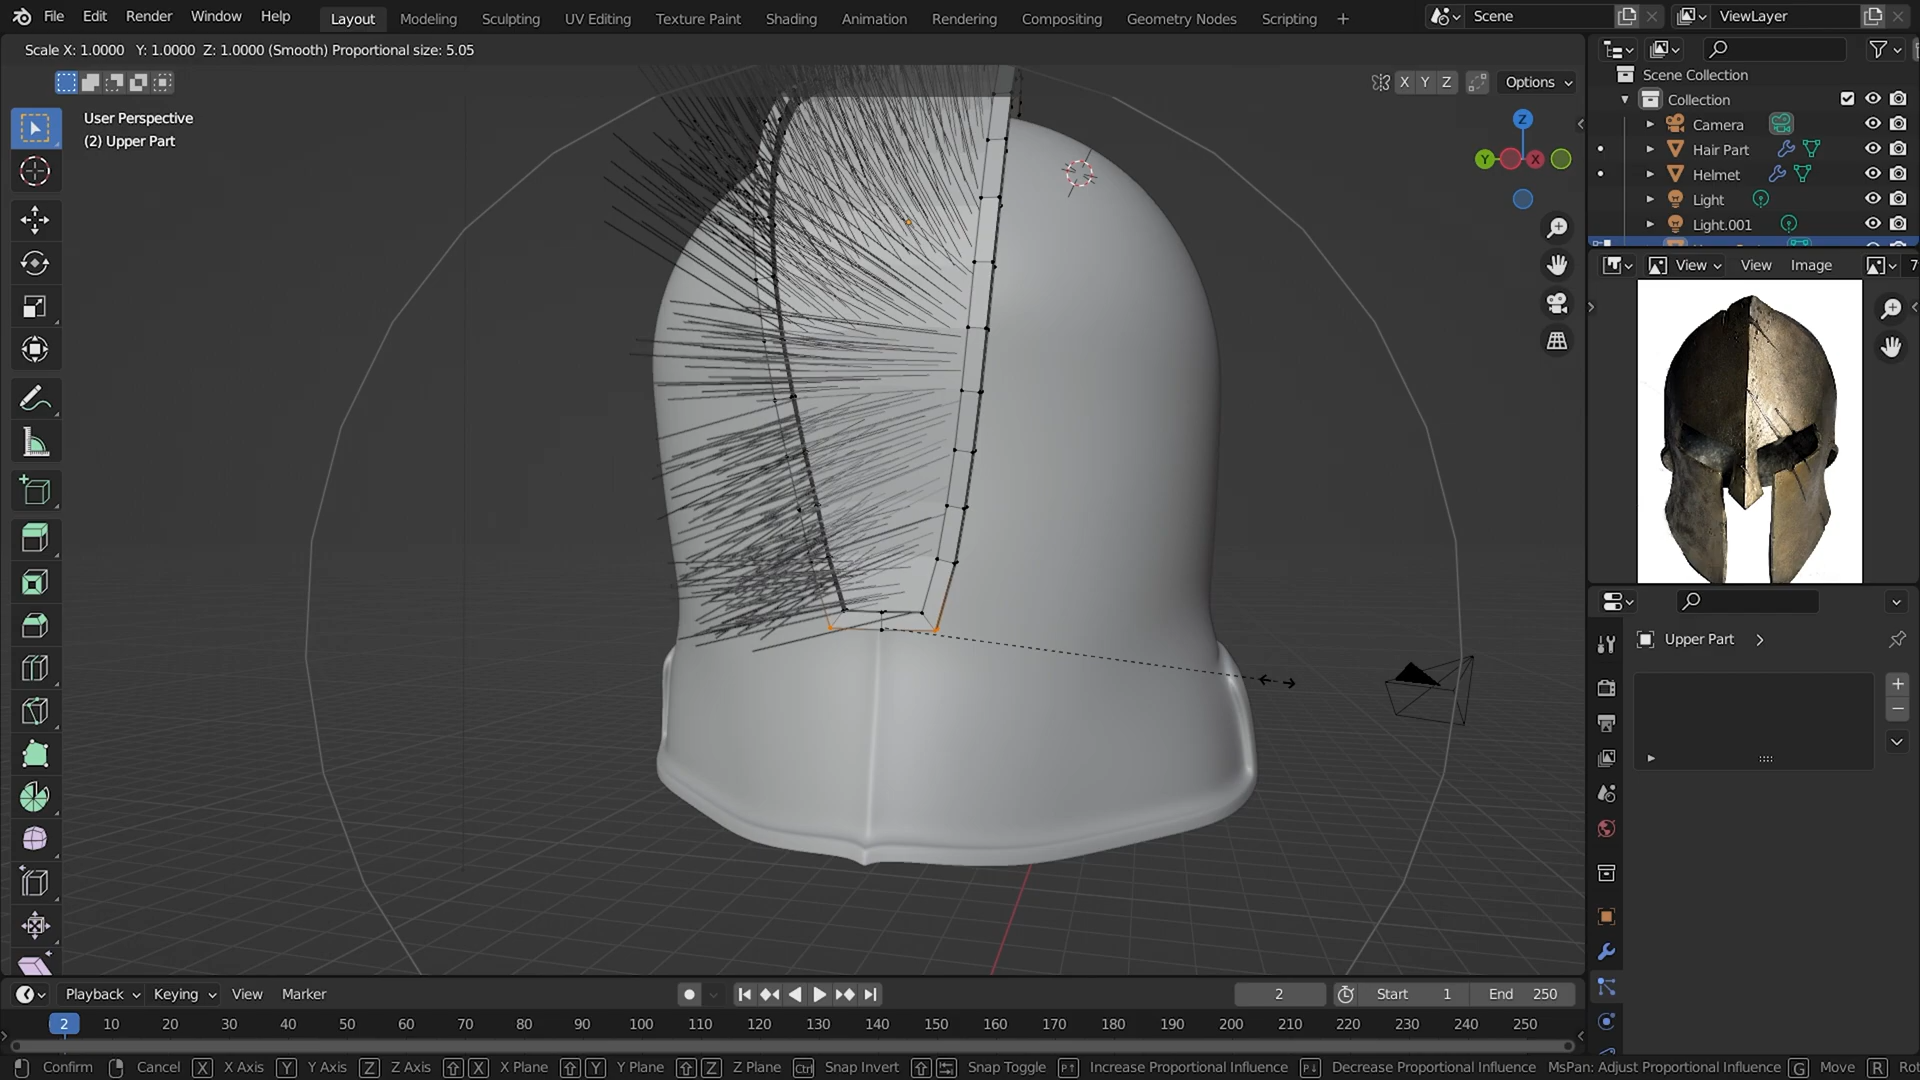 File Edit Render Window Help Layout Modeling Sculpting UV Editing Texture Paint Shading Animation Rendering Compositing Geometry Nodes Scripting + Scene ViewLayer
Scale X: 1.0000 Y: 1.0000 Z: 1.0000 (Smooth) Proportional size: 5.05
X Y Z Options
Scene Collection
Collection
User Perspective
(2) Upper Part
Camera
Hair Part
Helmet
Light
Light.001
Z
Y X
View View Image 7
Upper Part
Playback Keying View Marker 2 Start 1 End 250
2 10 20 30 40 50 60 70 80 90 100 110 120 130 140 150 160 170 180 190 200 210 220 230 240 250
Confirm Cancel X X Axis Y Y Axis Z Z Axis X X Plane Y Y Plane Z Z Plane Ctrl Snap Invert Snap Toggle Increase Proportional Influence Decrease Proportional Influence MsPan: Adjust Proportional Influence G Move R